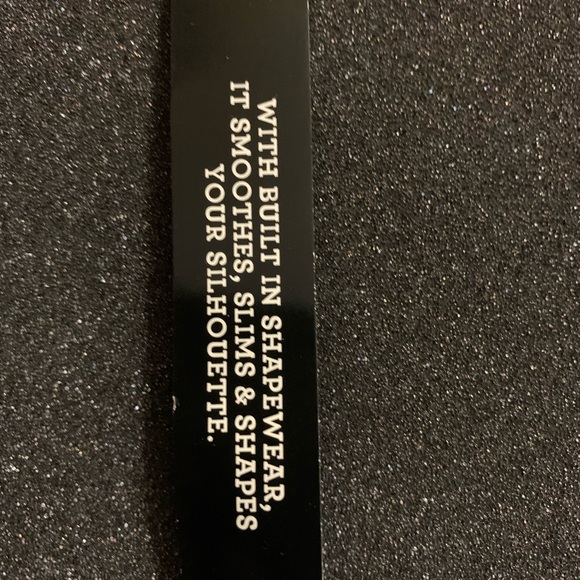 WITH BUILT IN SHAPEWEAR,
IT SMOOTHES, SLIMS & SHAPES
YOUR SILHOUETTE.